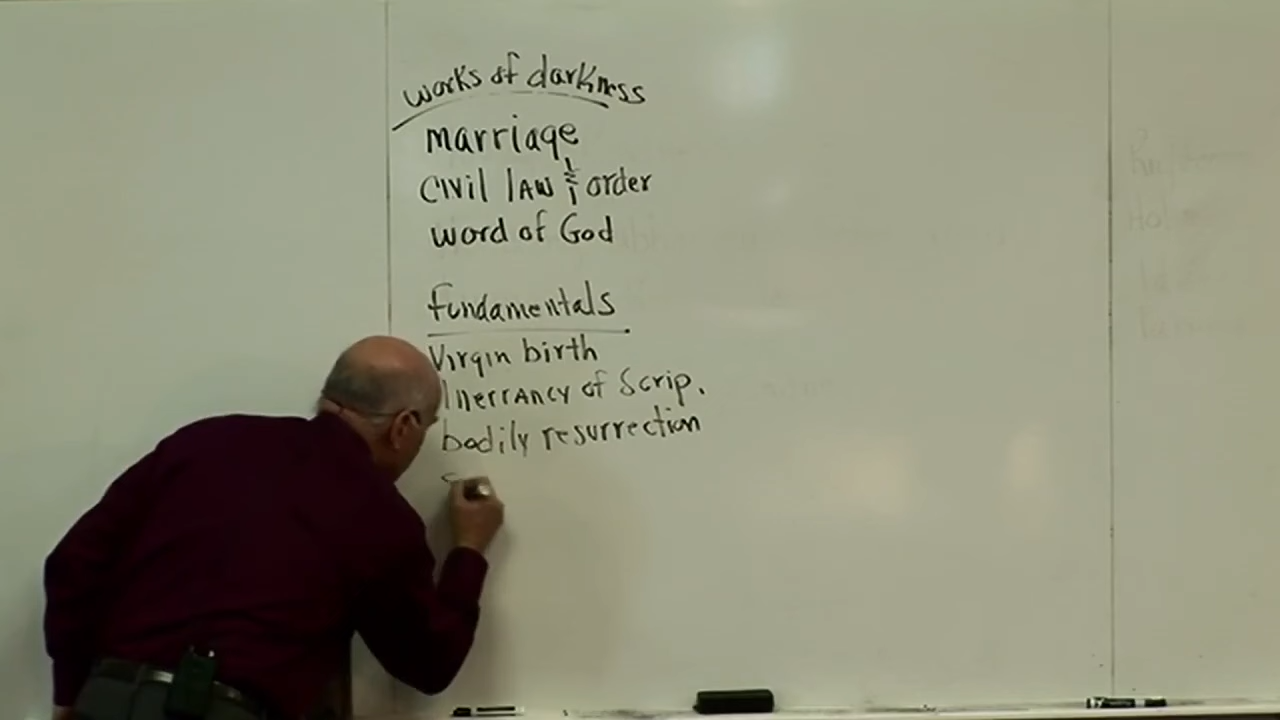 works of darkness
marriage
civil law & order
word of God
fundamentals
Virgin birth
Inerrancy of Scrip.
bodily resurrection